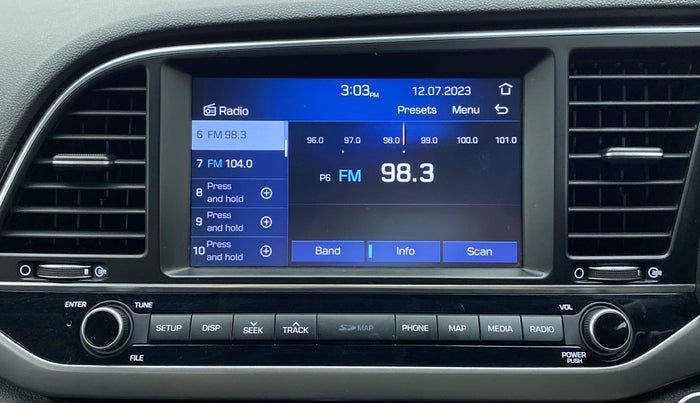 3:03PM 12.07.2023
Radio Presets Menu
6 FM 98.3
96.0 97.0 98.0 99.0 100.0 101.0
7 FM 104.0
P6 FM 98.3
8 Press and hold
9 Press and hold
10 Press and hold
Band Info Scan
ENTER TUNE VOL
SETUP DISP SEEK TRACK SD MAP PHONE MAP MEDIA RADIO
FILE POWER PUSH